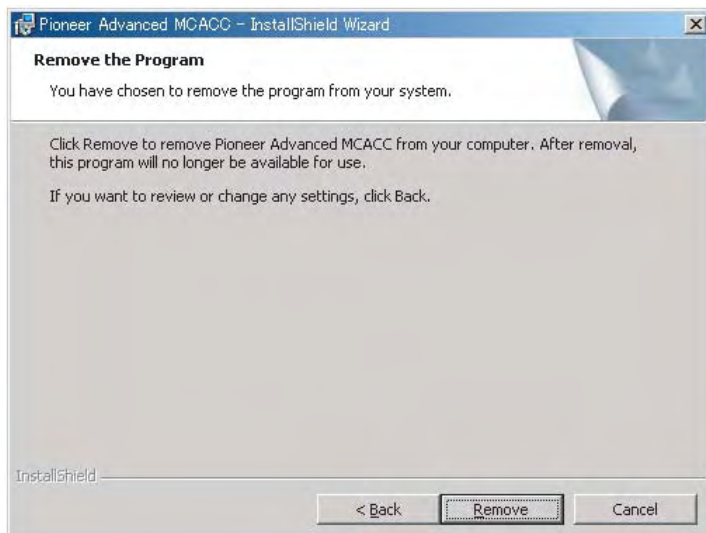 Pioneer Advanced MCACC - InstallShield Wizard
Remove the Program
You have chosen to remove the program from your system.
Click Remove to remove Pioneer Advanced MCACC from your computer. After removal,
this program will no longer be available for use.
If you want to review or change any settings, click Back.
InstallShield
< Back
Remove
Cancel